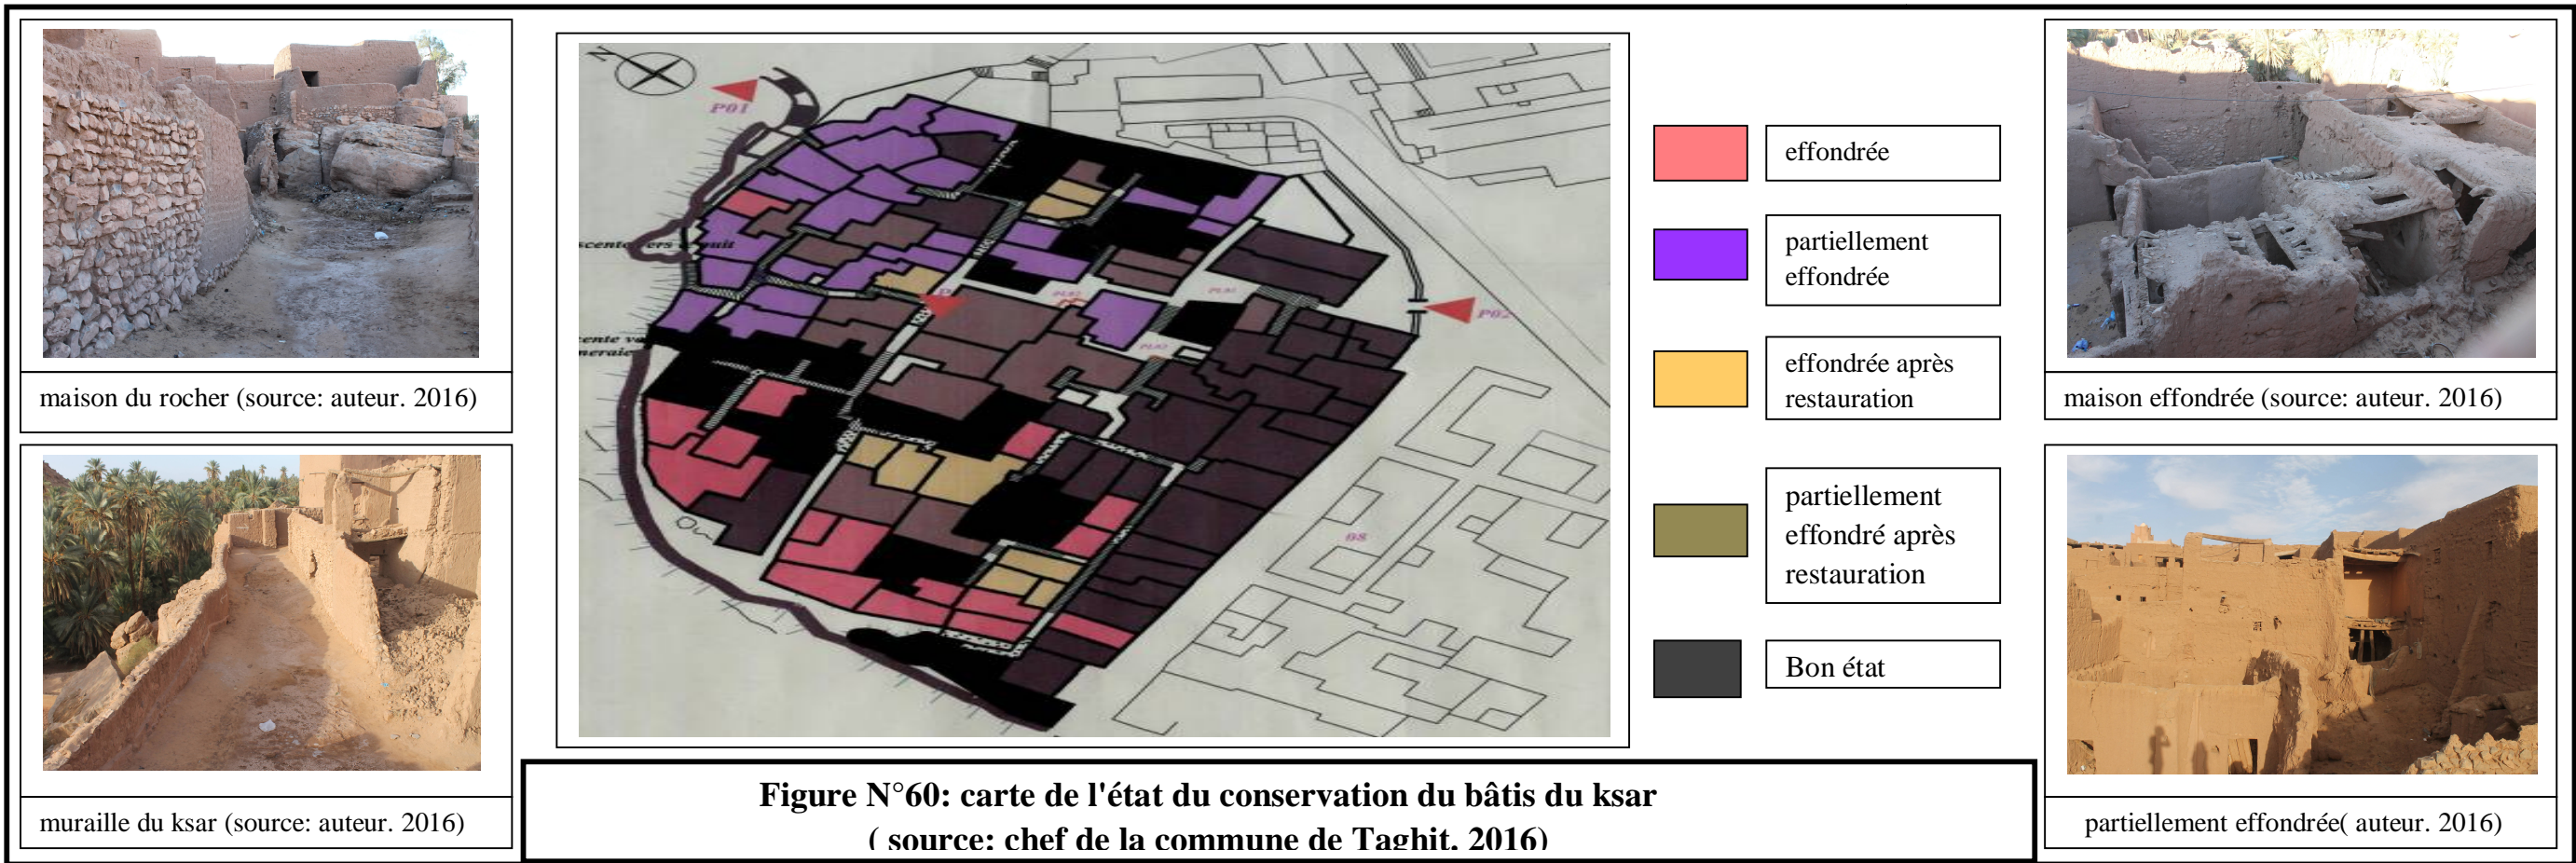 maison du rocher (source: auteur. 2016)
muraille du ksar (source: auteur. 2016)
N
P01
P02
08
effondrée
partiellement
effondrée
effondrée après
restauration
partiellement
effondré après
restauration
Bon état
maison effondrée (source: auteur. 2016)
partiellement effondrée( auteur. 2016)
Figure N°60: carte de l'état du conservation du bâtis du ksar
( source: chef de la commune de Taghit. 2016)